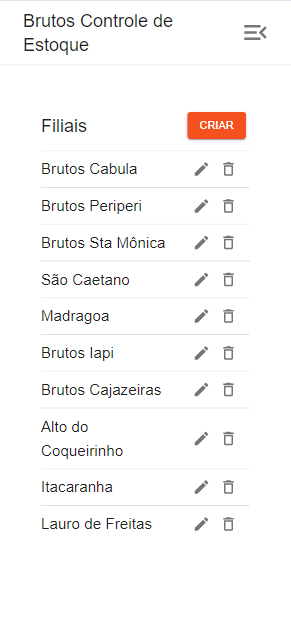 Brutos Controle de
Estoque
Filiais
CRIAR
Brutos Cabula
Brutos Periperi
Brutos Sta Mônica
São Caetano
Madragoa
Brutos Iapi
Brutos Cajazeiras
Alto do
Coqueirinho
Itacaranha
Lauro de Freitas